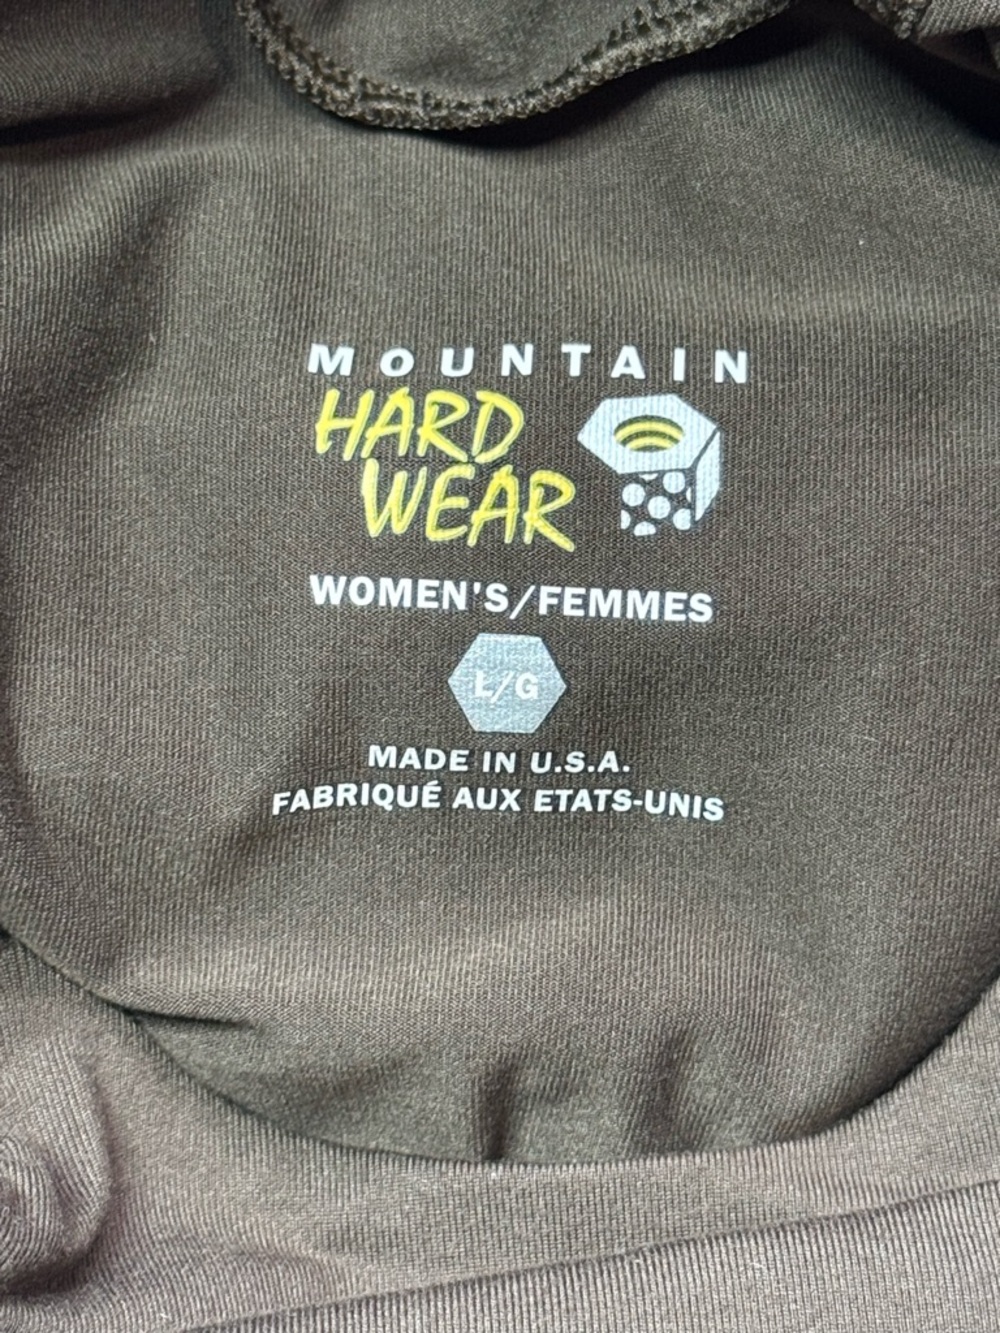 MOUNTAIN
HARD
WEAR
WOMEN'S/FEMMES
L/G
MADE IN U.S.A.
FABRIQUÉ AUX ETATS-UNIS